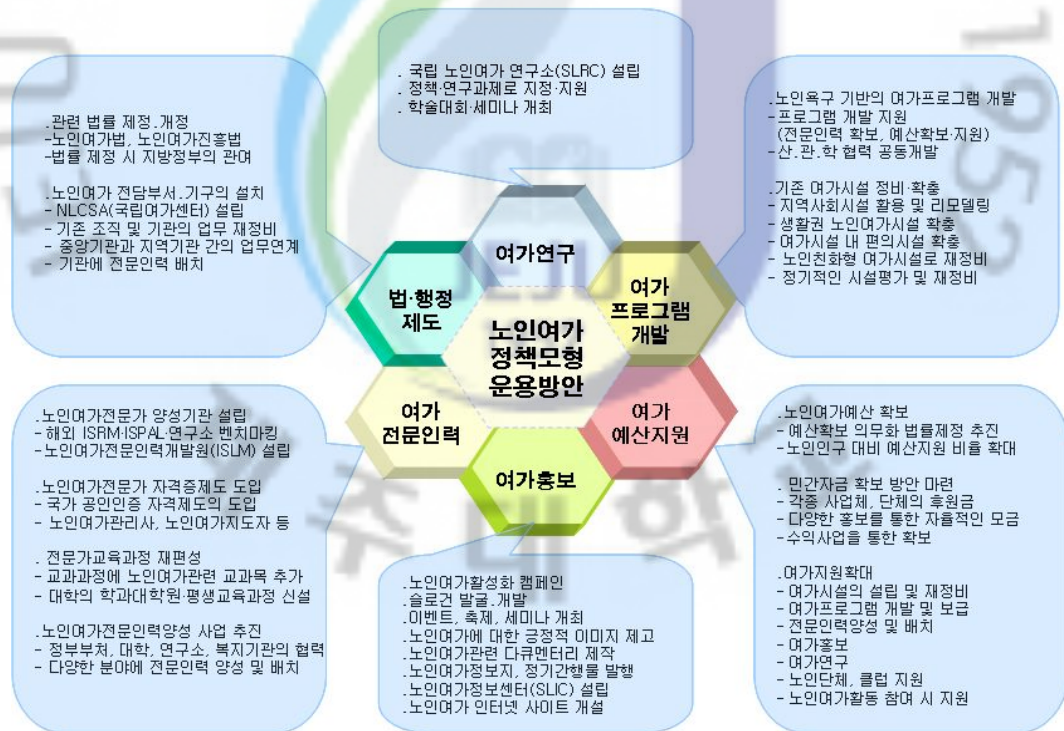 . 국립 노인여가 연구소(SLRC) 설립
. 정책·연구과제로 지정·지원
. 학술대회·세미나 개최
.관련 법률 제정.개정
-노인여가법, 노인여가진흥법
-법률 제정 시 지방정부의 관여
.노인여가 전담부서.기구의 설치
- NLCSA(국립여가센터) 설립
- 기존 조직 및 기관의 업무 재정비
- 중앙기관과 지역기관 간의 업무연계
- 기관에 전문인력 배치
.노인욕구 기반의 여가프로그램 개발
-프로그램 개발 지원
(전문인력 확보, 예산확보·지원)
-산.관.학 협력 공동개발
.기존 여가시설 정비·확충
- 지역사회시설 활용 및 리모델링
- 생활권 노인여가시설 확충
- 여가시설 내 편의시설 확충
- 노인친화형 여가시설로 재정비
- 정기적인 시설평가 및 재정비
여가연구
법·행정
제도
여가
프로그램
개발
노인여가
정책모형
운용방안
여가
전문인력
여가
예산지원
여가홍보
.노인여가전문가 양성기관 설립
- 해외 ISRM·ISPAL·연구소 벤치마킹
-노인여가전문인력개발원(ISLM) 설립
.노인여가전문가 자격증제도 도입
- 국가 공인인증 자격제도의 도입
- 노인여가관리사, 노인여가지도자 등
. 전문가교육과정 재편성
- 교과과정에 노인여가관련 교과목 추가
- 대학의 학과대학원·평생교육과정 신설
.노인여가전문인력양성 사업 추진
- 정부부처, 대학, 연구소, 복지기관의 협력
- 다양한 분야에 전문인력 양성 및 배치
.노인여가활성화 캠페인
.슬로건 발굴.개발
.이벤트, 축제, 세미나 개최
.노인여가에 대한 긍정적 이미지 제고
.노인여가관련 다큐멘터리 제작
.노인여가정보지, 정기간행물 발행
.노인여가정보센터(SLIC) 설립
.노인여가 인터넷 사이트 개설
.노인여가예산 확보
- 예산확보 의무화 법률제정 추진
- 노인인구 대비 예산지원 비율 확대
. 민간자금 확보 방안 마련
- 각종 사업체, 단체의 후원금
-다양한 홍보를 통한 자율적인 모금
-수익사업을 통한 확보
.여가지원확대
- 여가시설의 설립 및 재정비
- 여가프로그램 개발 및 보급
- 전문인력양성 및 배치
- 여가홍보
- 여가연구
- 노인단체, 클럽 지원
- 노인여가활동 참여 시 지원
1952
제주대학교